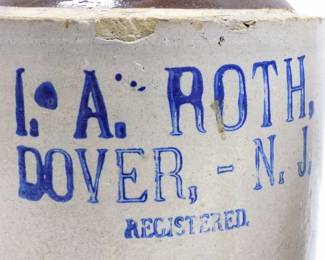 I. A. ROTH,
DOVER, - N. J.
REGISTERED.